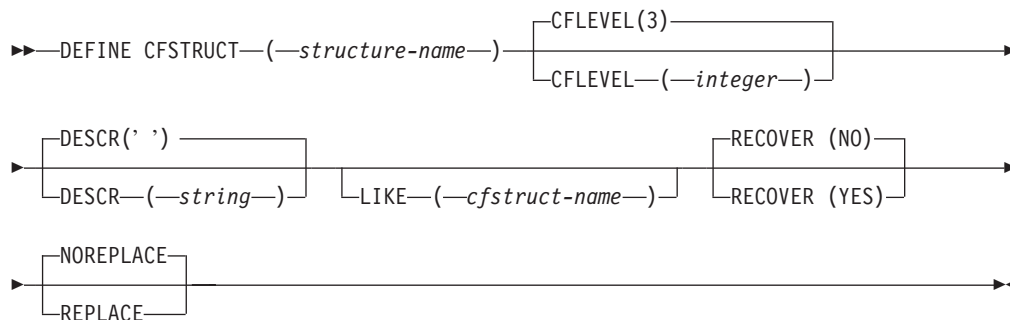 CFLEVEL(3)
DEFINE CFSTRUCT ( structure-name )
CFLEVEL ( integer )
DESCR(’ ’)
RECOVER (NO)
DESCR ( string )
LIKE ( cfstruct-name )
RECOVER (YES)
NOREPLACE
REPLACE